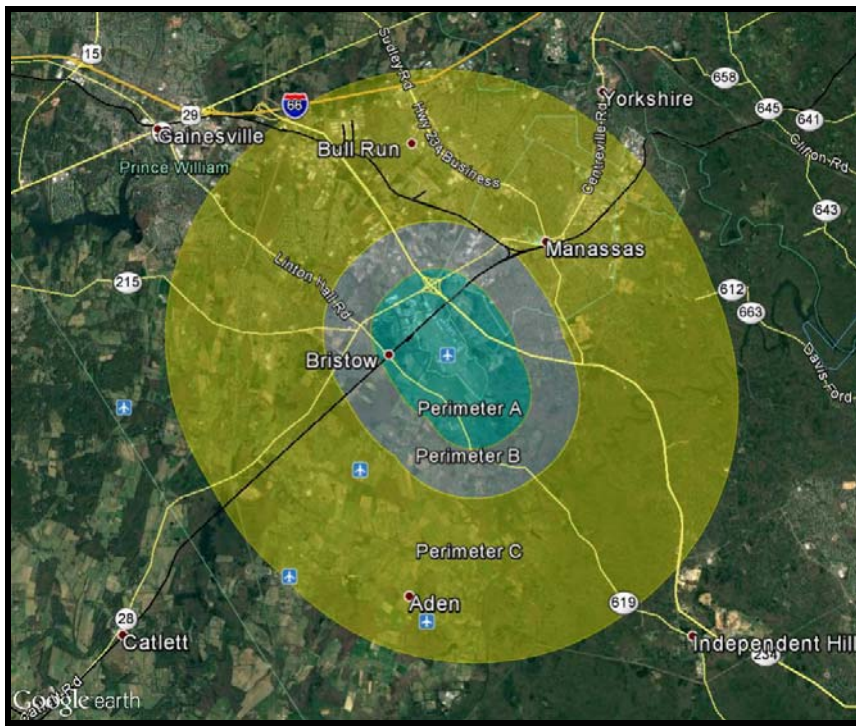 15
29
66
Gainesville
Prince William
Bull Run
Sudley Rd
Hwy 234 Business
Centreville Rd
Yorkshire
658
645
641
Clifton Rd
643
Manassas
Linton Hall Rd
215
612
663
Davis Ford
Bristow
Perimeter A
Perimeter B
Perimeter C
Aden
619
28
Catlett
Independent Hill
234
Google earth
Rd